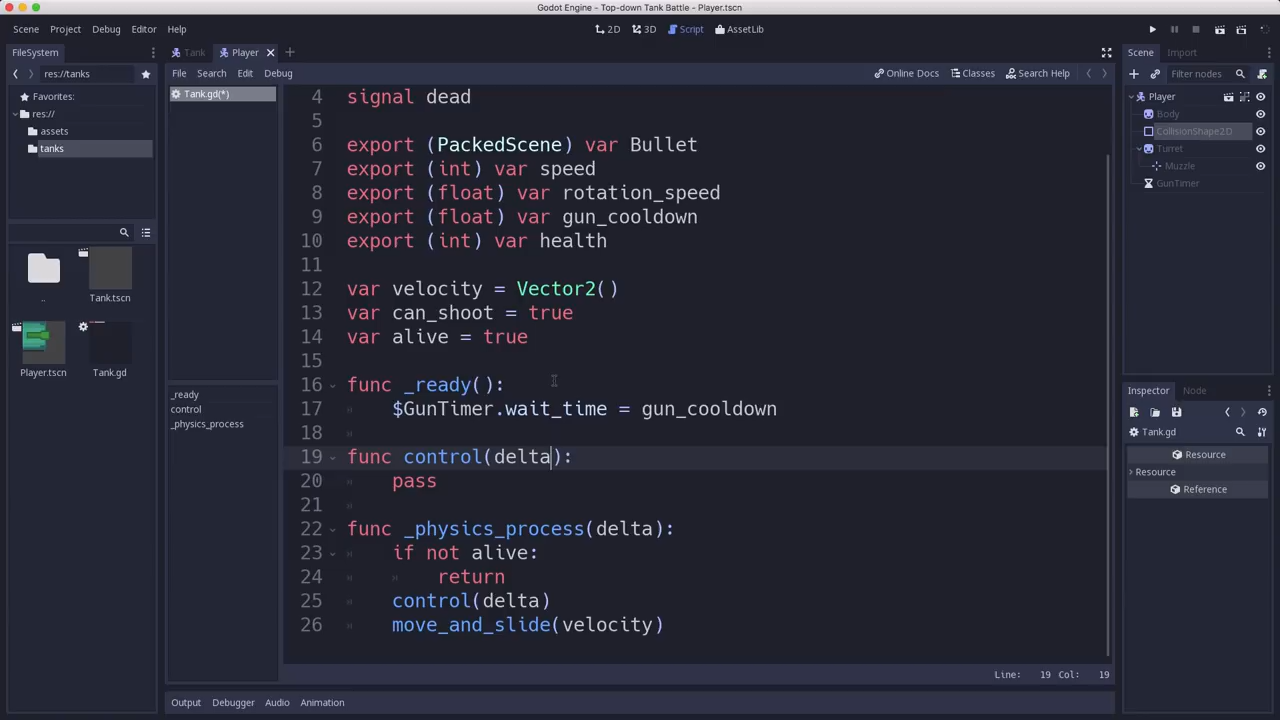 Godot Engine - Top-down Tank Battle - Player.tscn
Scene Project Debug Editor Help
2D 3D Script AssetLib
FileSystem
Tank Player
Scene Import
res://tanks
File Search Edit Debug
Online Docs Classes Search Help
Filter nodes
Favorites:
res://
assets
tanks
Tank.gd(*)
Player
Body
CollisionShape2D
Turret
Muzzle
GunTimer
..
Tank.tscn
Player.tscn
Tank.gd
_ready
control
_physics_process
4 signal dead
5
6 export (PackedScene) var Bullet
7 export (int) var speed
8 export (float) var rotation_speed
9 export (float) var gun_cooldown
10 export (int) var health
11
12 var velocity = Vector2()
13 var can_shoot = true
14 var alive = true
15
16 func _ready():
17 $GunTimer.wait_time = gun_cooldown
18
19 func control(delta):
20 pass
21
22 func _physics_process(delta):
23 if not alive:
24 return
25 control(delta)
26 move_and_slide(velocity)
Line: 19 Col: 19
Inspector Node
Tank.gd
Resource
Resource
Reference
Output Debugger Audio Animation